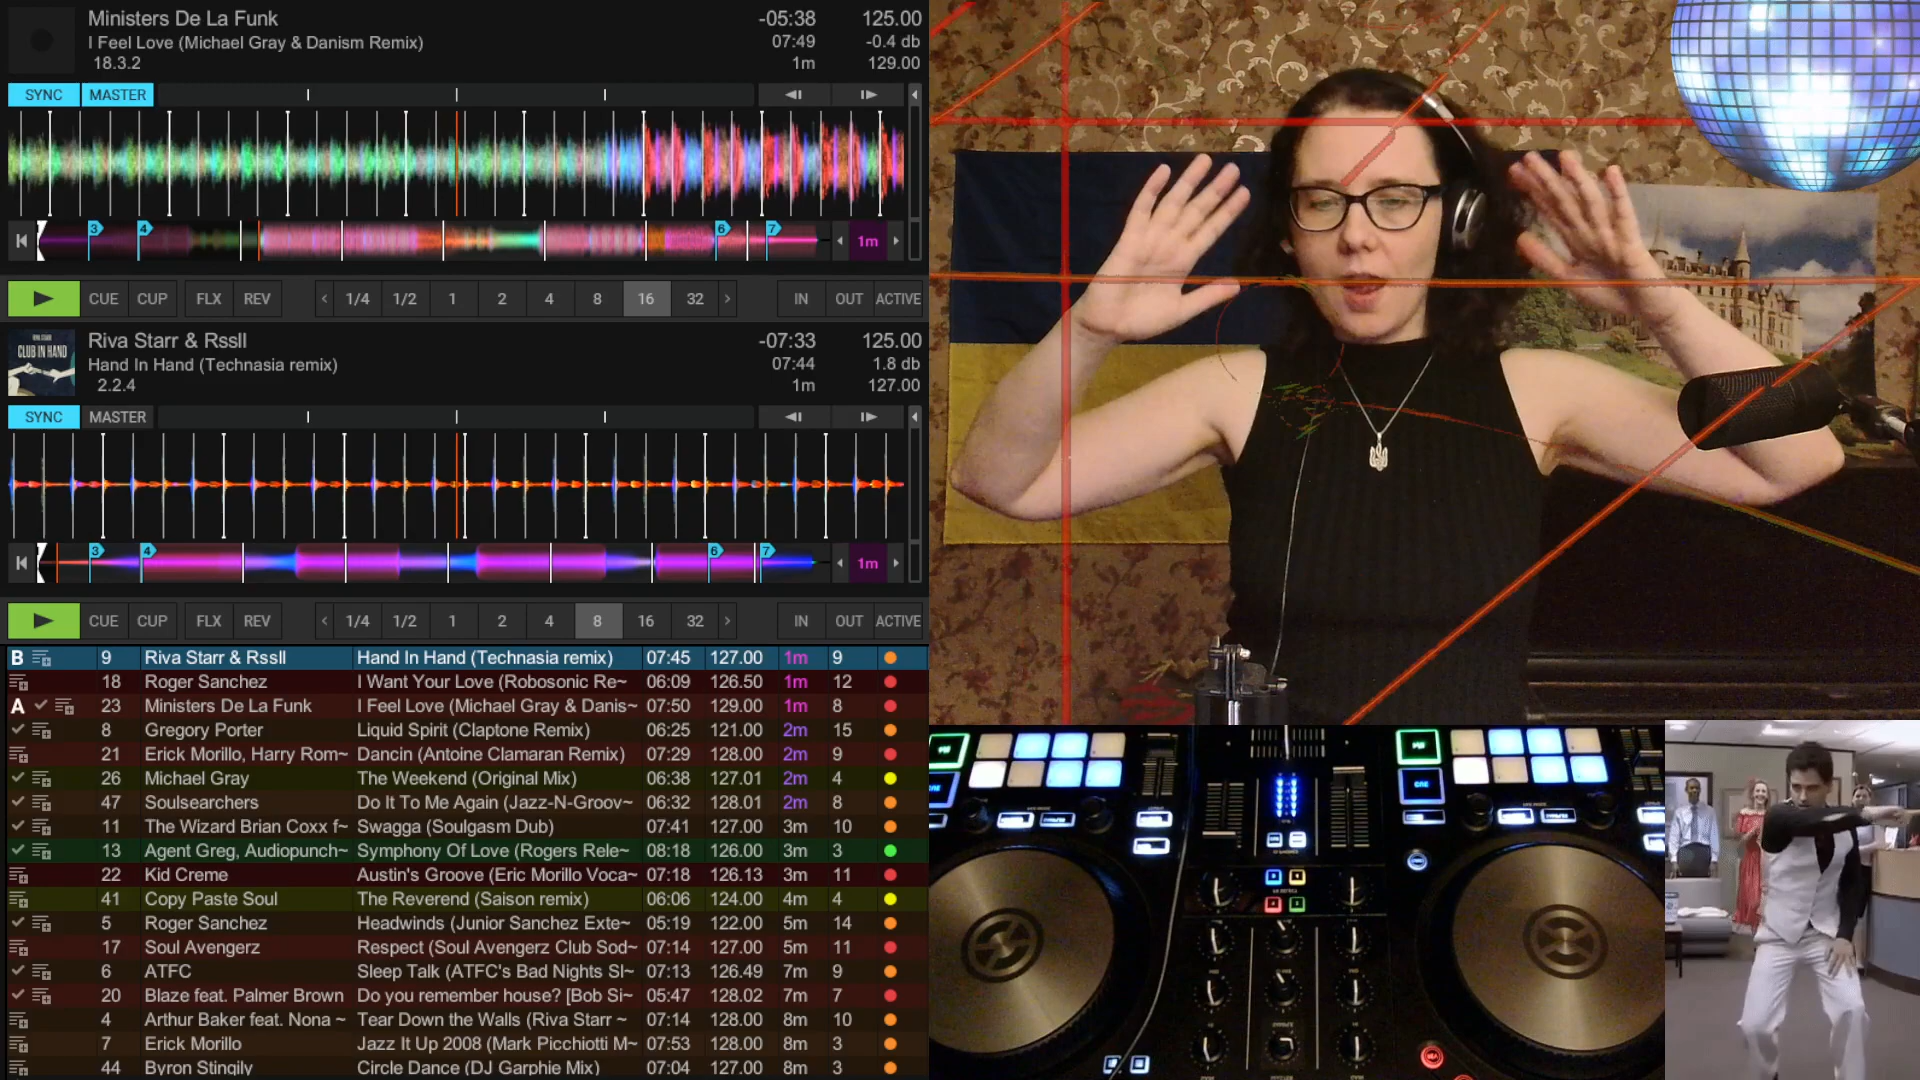 Ministers De La Funk -05:38 125.00
I Feel Love (Michael Gray & Danism Remix) 07:49 -0.4 db
18.3.2 1m 129.00
SYNC MASTER
3 4 6 7 1m
CUE CUP FLX REV 1/4 1/2 1 2 4 8 16 32 IN OUT ACTIVE
Riva Starr & Rssll -07:33 125.00
CLUB IN HAND
Hand In Hand (Technasia remix) 07:44 1.8 db
2.2.4 1m 127.00
SYNC MASTER
3 4 6 7 1m
CUE CUP FLX REV 1/4 1/2 1 2 4 8 16 32 IN OUT ACTIVE
B 9 Riva Starr & Rssll Hand In Hand (Technasia remix) 07:45 127.00 1m 9
18 Roger Sanchez I Want Your Love (Robosonic Re~ 06:09 126.50 1m 12
A 23 Ministers De La Funk I Feel Love (Michael Gray & Danis~ 07:50 129.00 1m 8
8 Gregory Porter Liquid Spirit (Claptone Remix) 06:25 121.00 2m 15
21 Erick Morillo, Harry Rom~ Dancin (Antoine Clamaran Remix) 07:29 128.00 2m 9
26 Michael Gray The Weekend (Original Mix) 06:38 127.01 2m 4
47 Soulsearchers Do It To Me Again (Jazz-N-Groov~ 06:32 128.01 2m 8
11 The Wizard Brian Coxx f~ Swagga (Soulgasm Dub) 07:41 127.00 3m 10
13 Agent Greg, Audiopunch~ Symphony Of Love (Rogers Rele~ 08:18 126.00 3m 3
22 Kid Creme Austin's Groove (Eric Morillo Voca~ 07:18 126.13 3m 11
41 Copy Paste Soul The Reverend (Saison remix) 06:06 124.00 4m 4
5 Roger Sanchez Headwinds (Junior Sanchez Exte~ 05:19 122.00 5m 14
17 Soul Avengerz Respect (Soul Avengerz Club Sod~ 07:14 127.00 5m 11
6 ATFC Sleep Talk (ATFC's Bad Nights Sl~ 07:13 126.49 7m 9
20 Blaze feat. Palmer Brown Do you remember house? [Bob Si~ 05:47 128.02 7m 7
4 Arthur Baker feat. Nona ~ Tear Down the Walls (Riva Starr ~ 07:14 128.00 8m 10
7 Erick Morillo Jazz It Up 2008 (Mark Picchiotti M~ 07:53 128.00 8m 3
44 Byron Stingily Circle Dance (DJ Garphie Mix) 07:04 127.00 8m 3